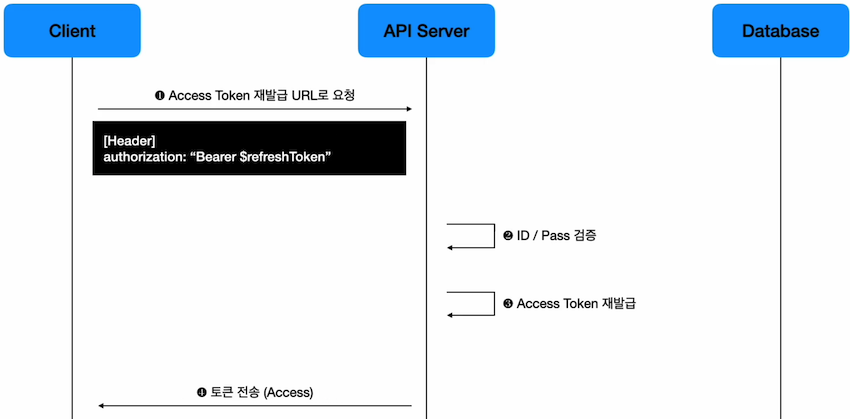 Client
API Server
Database
❶ Access Token 재발급 URL로 요청
[Header]
authorization: “Bearer $refreshToken”
❷ ID / Pass 검증
❸ Access Token 재발급
❹ 토큰 전송 (Access)